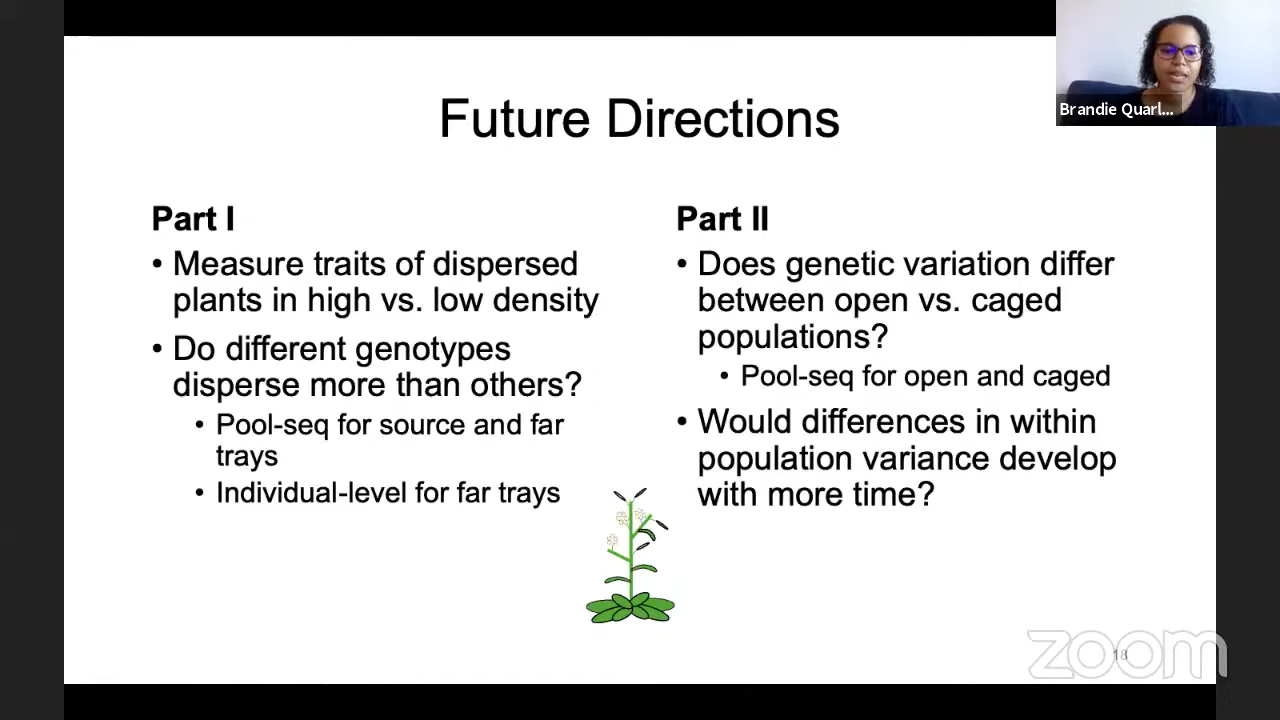 Future Directions
Brandie Quarl...
Part I
• Measure traits of dispersed
plants in high vs. low density
• Do different genotypes
disperse more than others?
• Pool-seq for source and far
trays
• Individual-level for far trays
Part II
• Does genetic variation differ
between open vs. caged
populations?
• Pool-seq for open and caged
• Would differences in within
population variance develop
with more time?
18
zoom